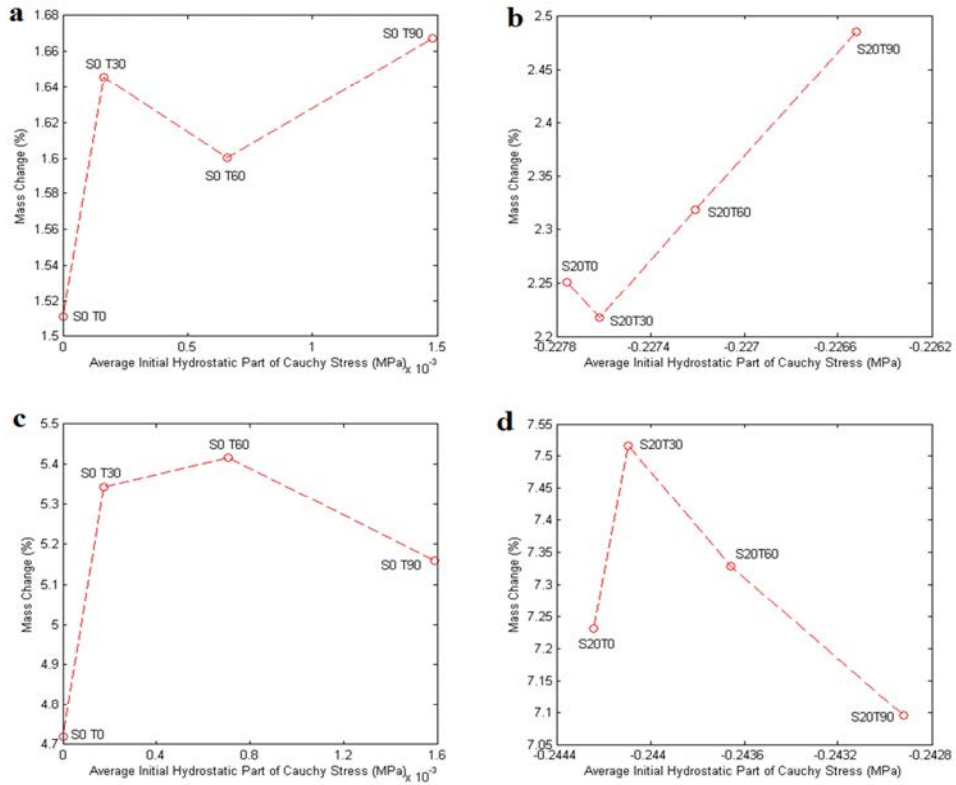 a
1.68
1.66
1.64
1.62
1.6
1.58
1.56
1.54
1.52
1.5
Mass Change (%)
S0 T90
S0 T30
S0 T60
S0 T0
0 0.5 1 1.5
Average Initial Hydrostatic Part of Cauchy Stress (MPa) x 10⁻³
b
2.5
2.45
2.4
2.35
2.3
2.25
2.2
Mass Change (%)
S20T90
S20T60
S20T0
S20T30
-0.2278 -0.2274 -0.227 -0.2266 -0.2262
Average Initial Hydrostatic Part of Cauchy Stress (MPa)
c
5.5
5.4
5.3
5.2
5.1
5
4.9
4.8
4.7
Mass Change (%)
S0 T60
S0 T30
S0 T90
S0 T0
0 0.4 0.8 1.2 1.6
Average Initial Hydrostatic Part of Cauchy Stress (MPa) x 10⁻³
d
7.55
7.5
7.45
7.4
7.35
7.3
7.25
7.2
7.15
7.1
7.05
Mass Change (%)
S20T30
S20T60
S20T0
S20T90
-0.2444 -0.244 -0.2436 -0.2432 -0.2428
Average Initial Hydrostatic Part of Cauchy Stress (MPa)